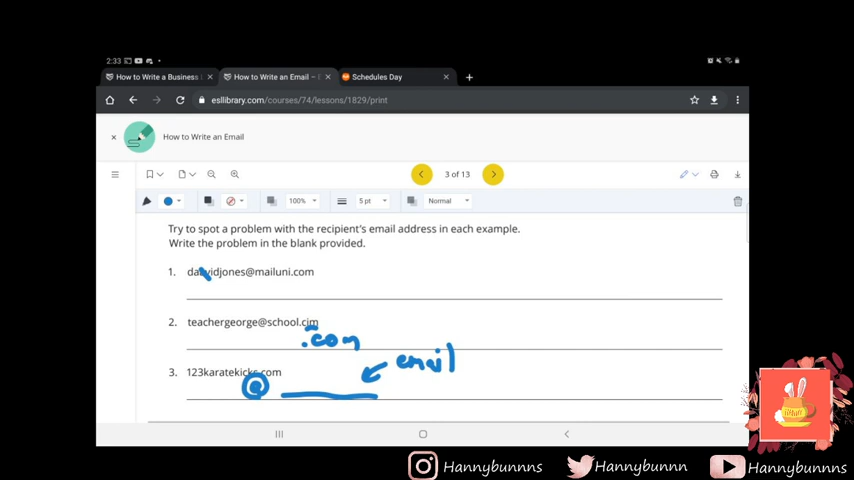 2:33
How to Write a Business
How to Write an Email –
Schedules Day
esllibrary.com/courses/74/lessons/1829/print
How to Write an Email
3 of 13
100%
5 pt
Normal
Try to spot a problem with the recipient's email address in each example.
Write the problem in the blank provided.
1. davidjones@mailuni.com
2. teachergeorge@school.cim
.com
email
3. 123karatekicks.com
@
Hannybunnns
Hannybunnn
Hannybunnns